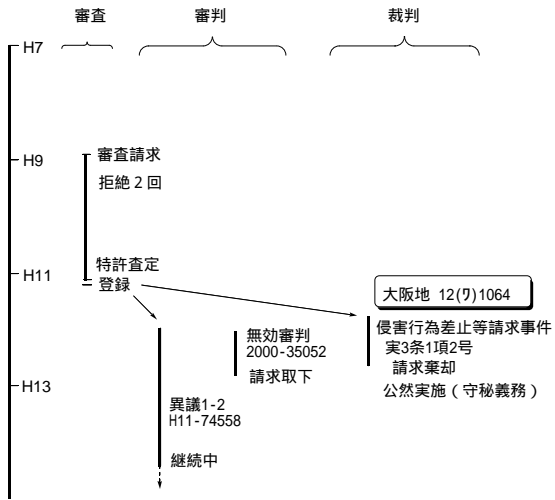 審査 審判 裁判
H7
H9
審査請求
拒絶2回
特許査定
H11
登録
大阪地 12(ワ)1064
無効審判
2000-35052
請求取下
侵害行為差止等請求事件
実3条1項2号
請求棄却
公然実施（守秘義務）
H13
異議1-2
H11-74558
継続中